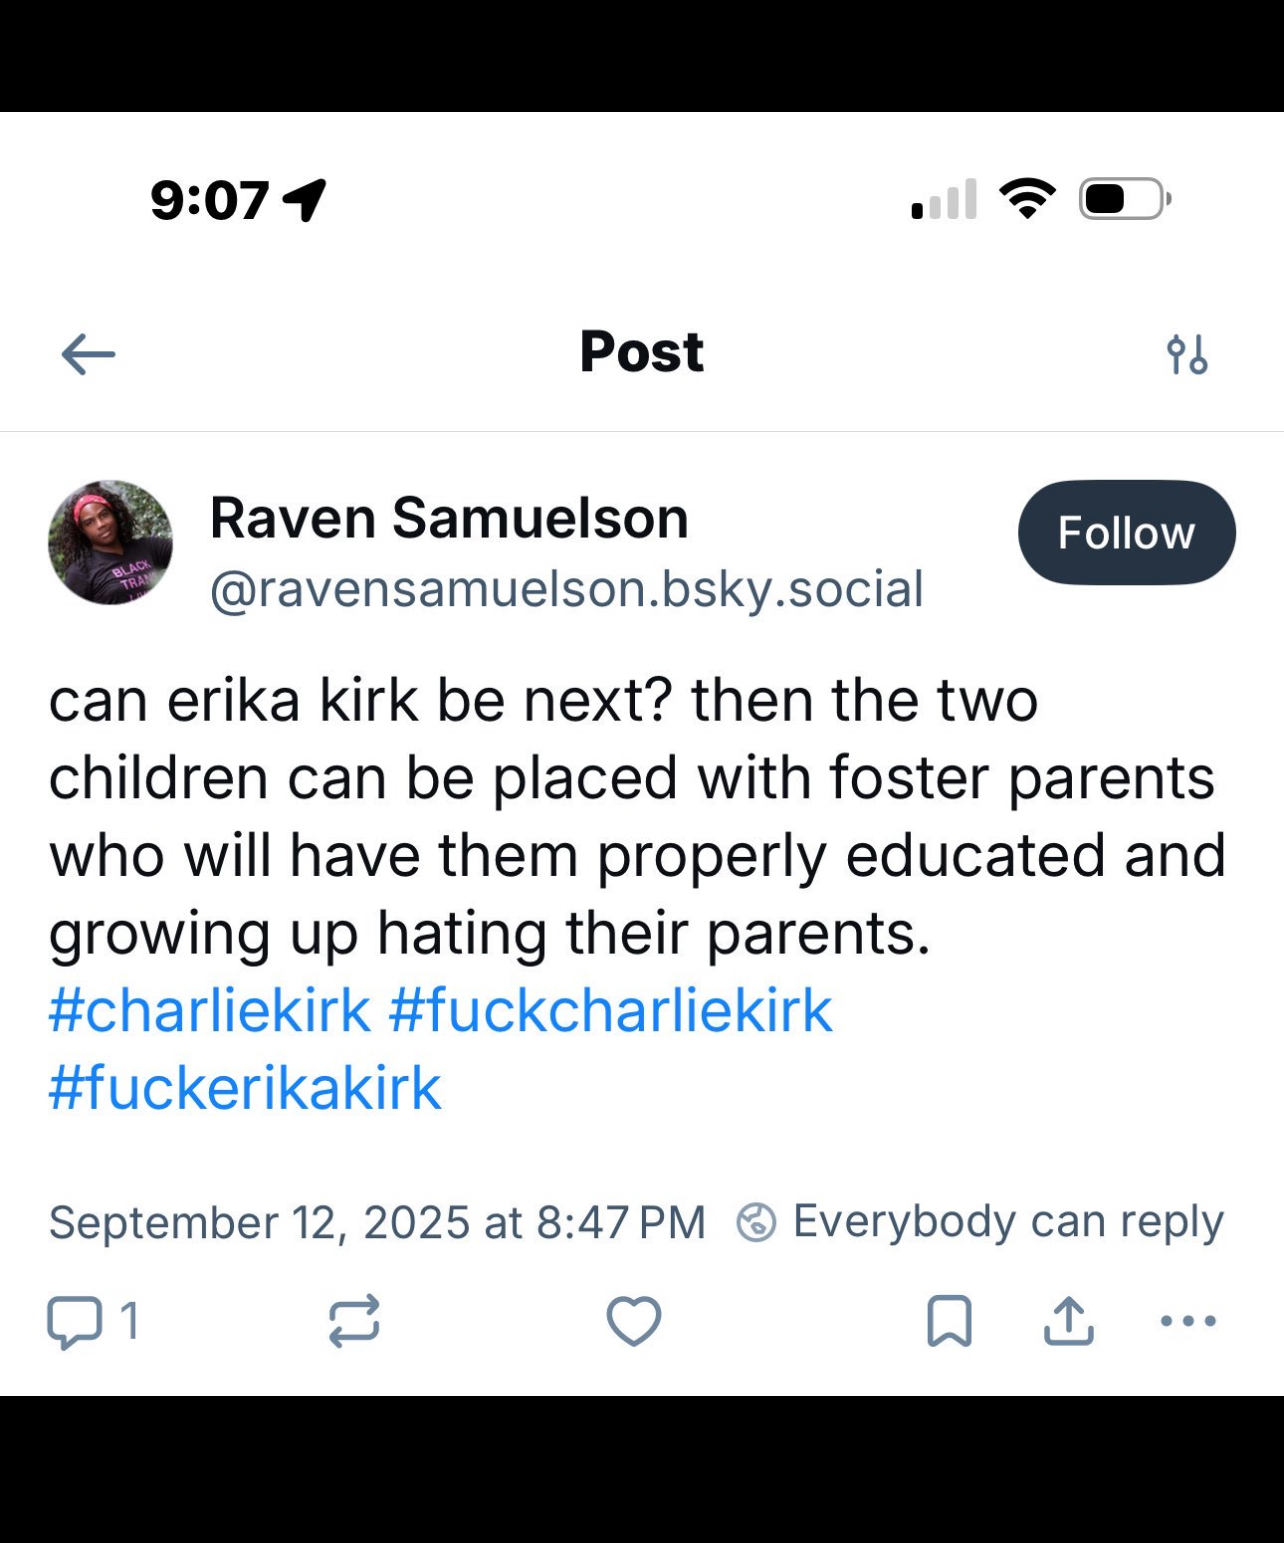 9:07
Post
Raven Samuelson
@ravensamuelson.bsky.social
Follow
BLACK
TRAN
can erika kirk be next? then the two
children can be placed with foster parents
who will have them properly educated and
growing up hating their parents.
#charliekirk #fuckcharliekirk
#fuckerikakirk
September 12, 2025 at 8:47 PM
Everybody can reply
1